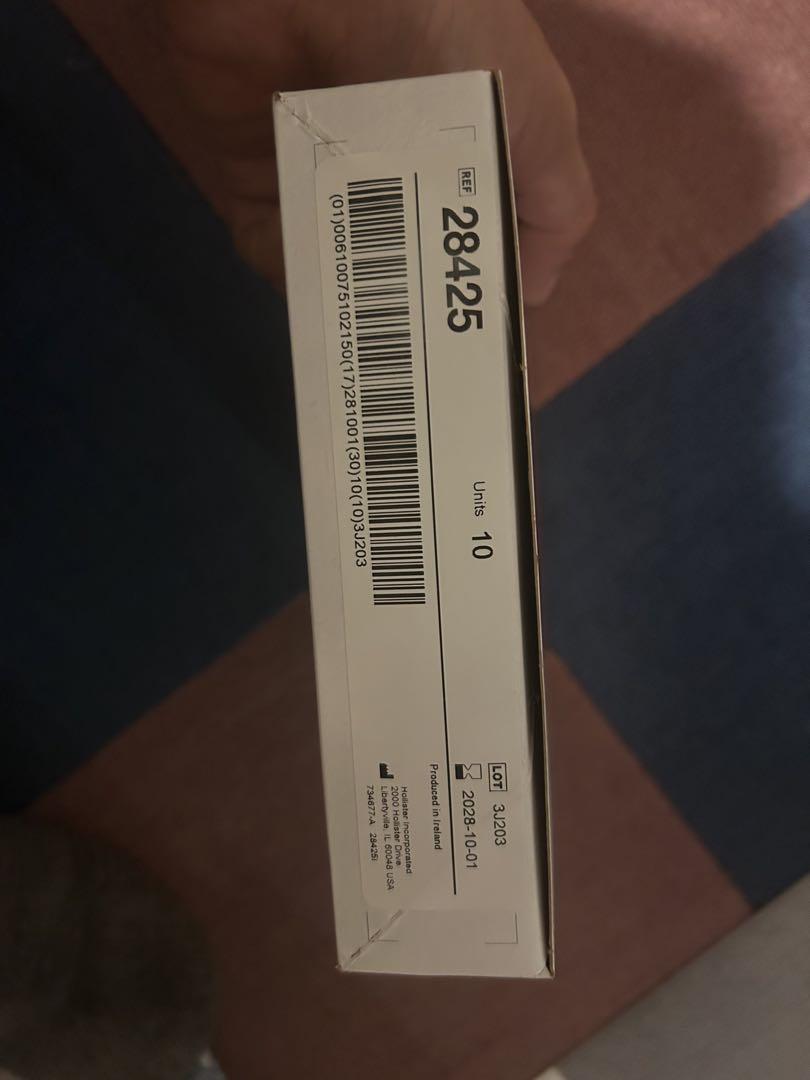 REF 28425
Units 10
LOT 3J203
2028-10-01
Produced in Ireland
(01)00610075102150(17)281001(30)10(10)3J203
Hollister Incorporated
2000 Hollister Drive
Libertyville, IL 60048 USA
734677-A 28425I